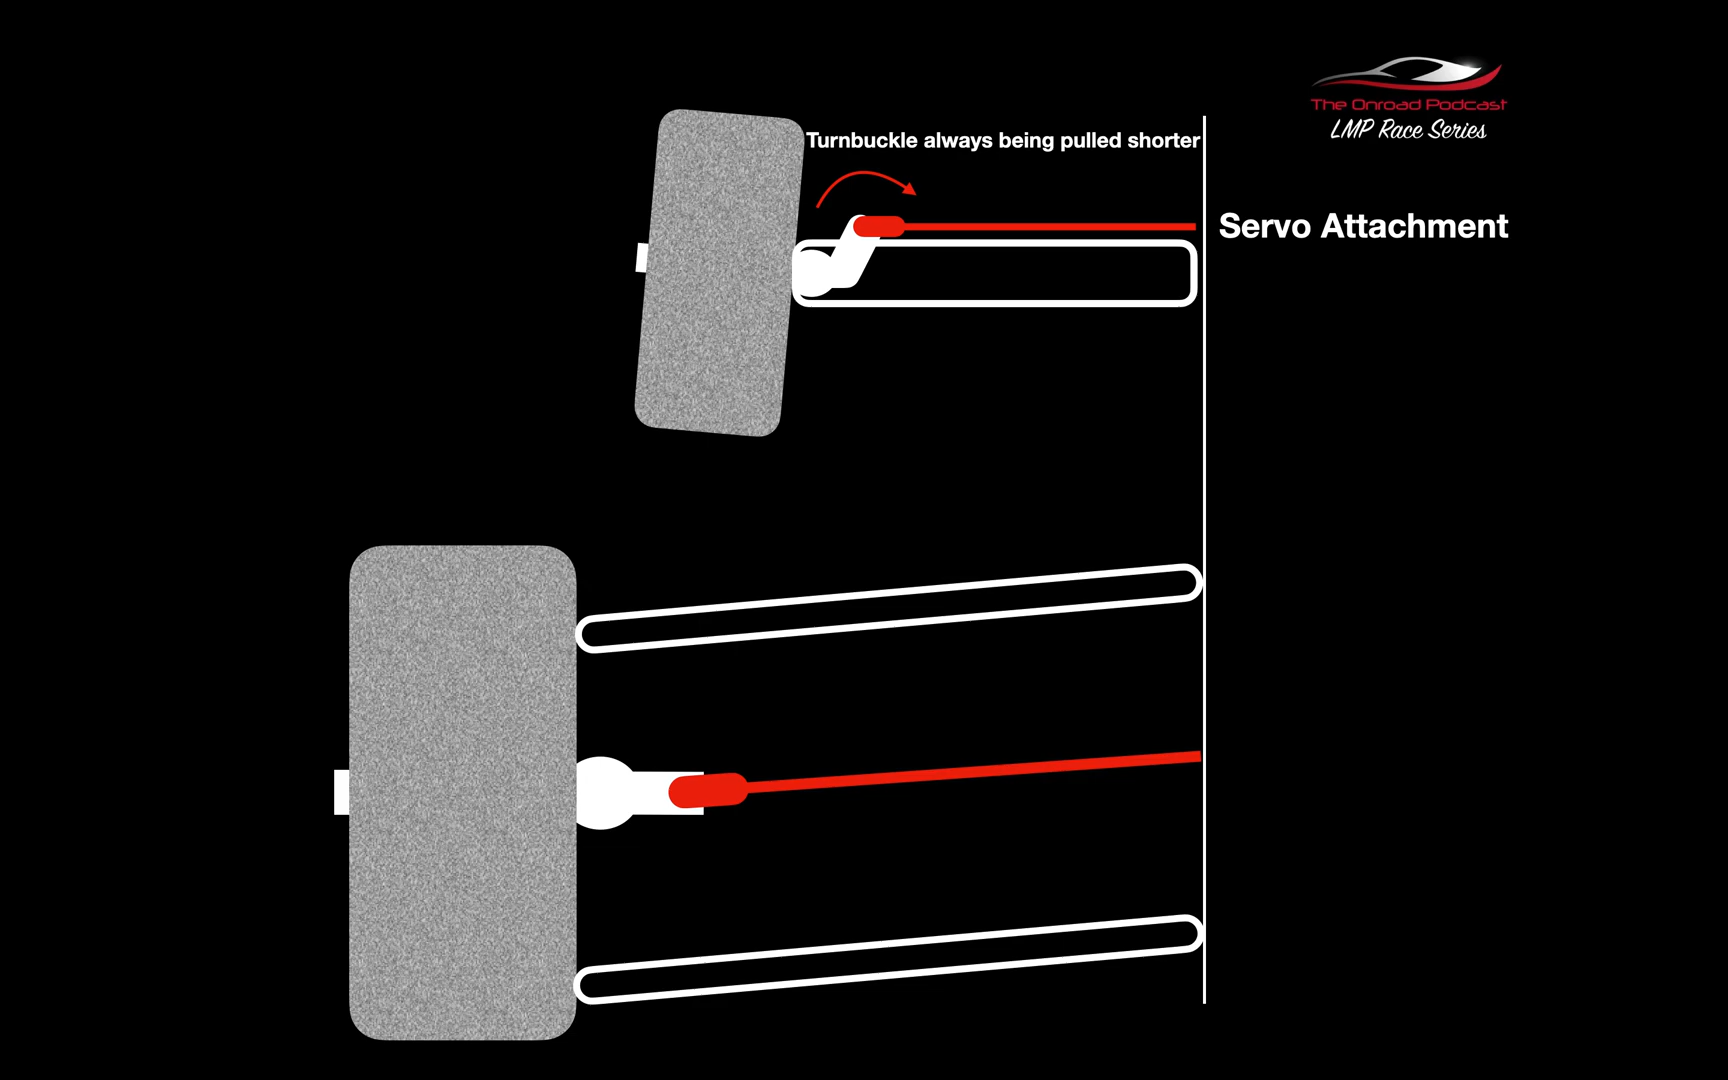 The Onroad Podcast
LMP Race Series
Turnbuckle always being pulled shorter
Servo Attachment